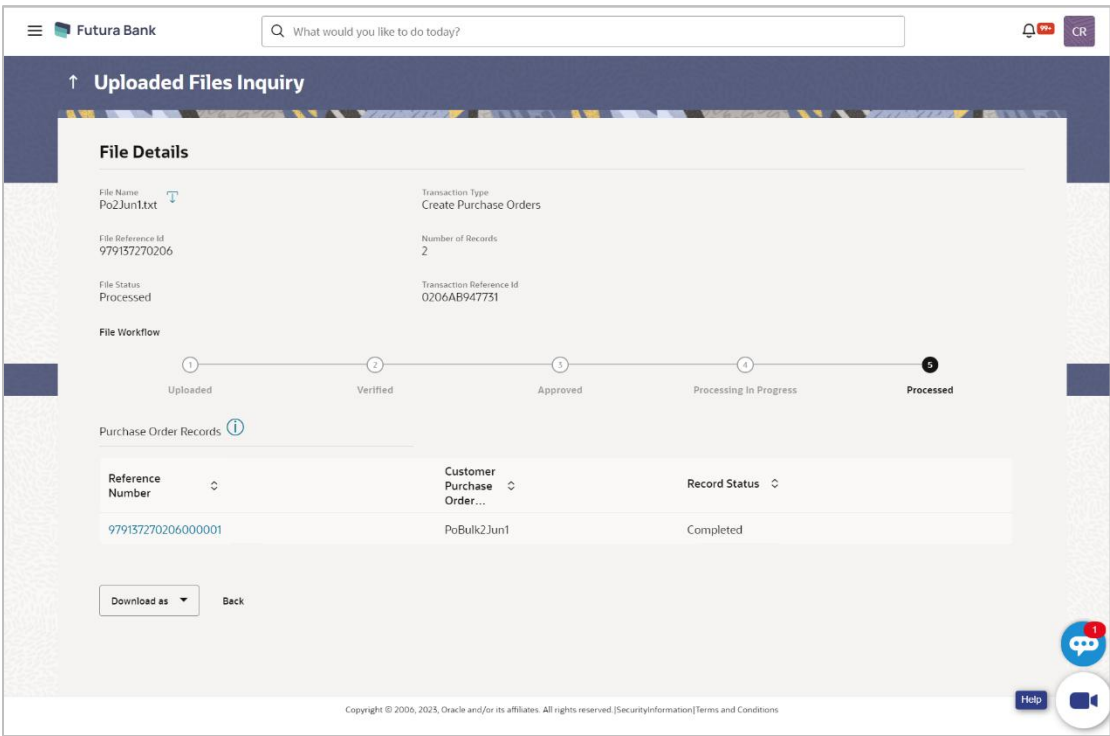 Futura Bank
What would you like to do today?
99+
CR
↑ Uploaded Files Inquiry
File Details
File Name
Po2Jun1.txt
Transaction Type
Create Purchase Orders
File Reference Id
979137270206
Number of Records
2
File Status
Processed
Transaction Reference Id
0206AB947731
File Workflow
1
2
3
4
5
Uploaded
Verified
Approved
Processing In Progress
Processed
Purchase Order Records
Reference
Number
Customer
Purchase
Order...
Record Status
979137270206000001
PoBulk2Jun1
Completed
Download as
Back
1
Help
Copyright © 2006, 2023, Oracle and/or its affiliates. All rights reserved.|SecurityInformation|Terms and Conditions